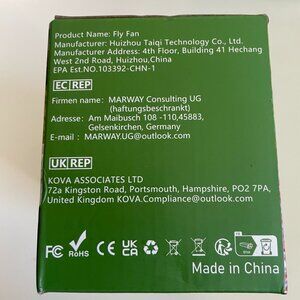 Product Name: Fly Fan
Manufacturer: Huizhou Taiqi Technology Co., Ltd.
Manufacturer Address: 4th Floor, Building 41 Hechang
West 2nd Road, Huizhou,China
EPA Est.NO.103392-CHN-1
EC REP
Firmen name: MARWAY Consulting UG
(haftungsbeschrankt)
Adresse: Am Maibusch 108 -110,45883,
Gelsenkirchen, Germany
E-mail: MARWAY.UG@outlook.com
UK REP
KOVA ASSOCIATES LTD
72a Kingston Road, Portsmouth, Hampshire, PO2 7PA,
United Kingdom KOVA.Compliance@outlook.com
FC RoHS CE UK CA
Made in China